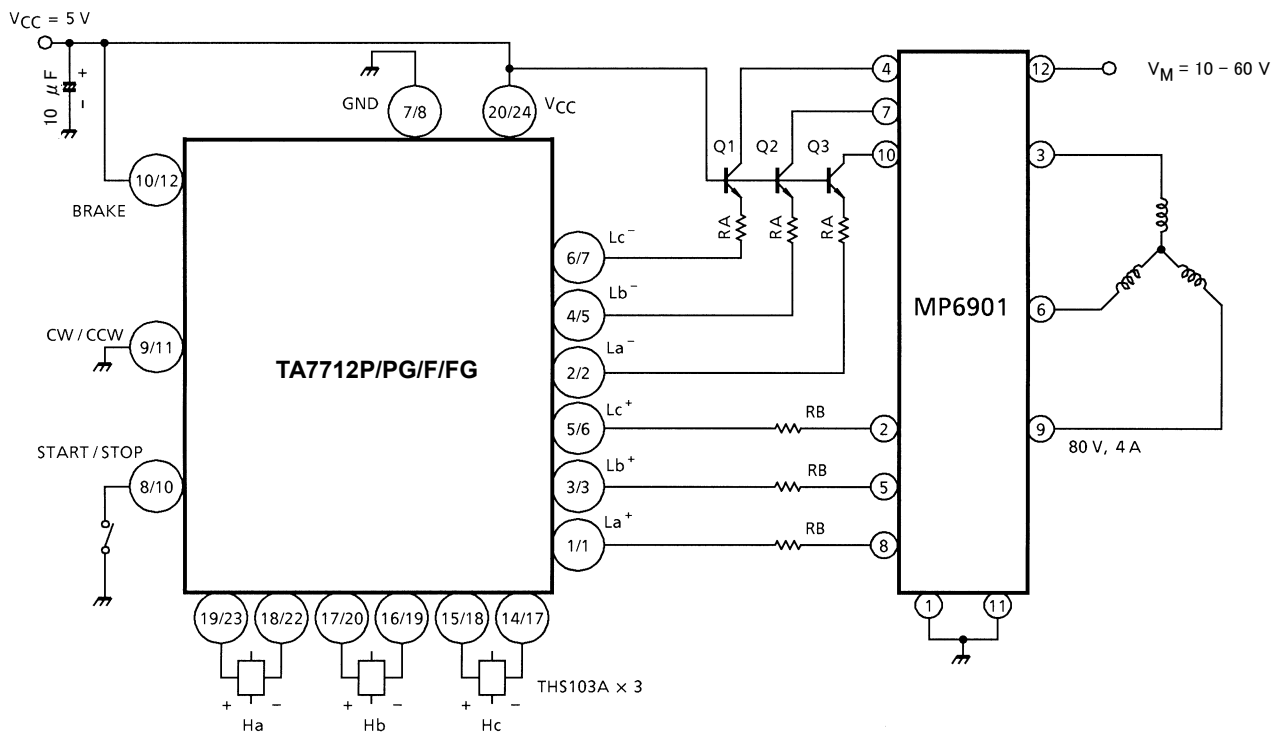 VCC = 5 V
10 μF
+
−
GND
7/8
20/24
VCC
4
12
VM = 10 − 60 V
7
Q1
Q2
Q3
10
3
10/12
BRAKE
RA
RA
RA
6/7
Lc−
4/5
Lb−
MP6901
6
CW / CCW
9/11
TA7712P/PG/F/FG
2/2
La−
5/6
Lc+
RB
2
9
80 V, 4 A
START / STOP
8/10
3/3
Lb+
RB
5
1/1
La+
RB
8
19/23
18/22
17/20
16/19
15/18
14/17
1
11
THS103A × 3
+
−
+
−
+
−
Ha
Hb
Hc